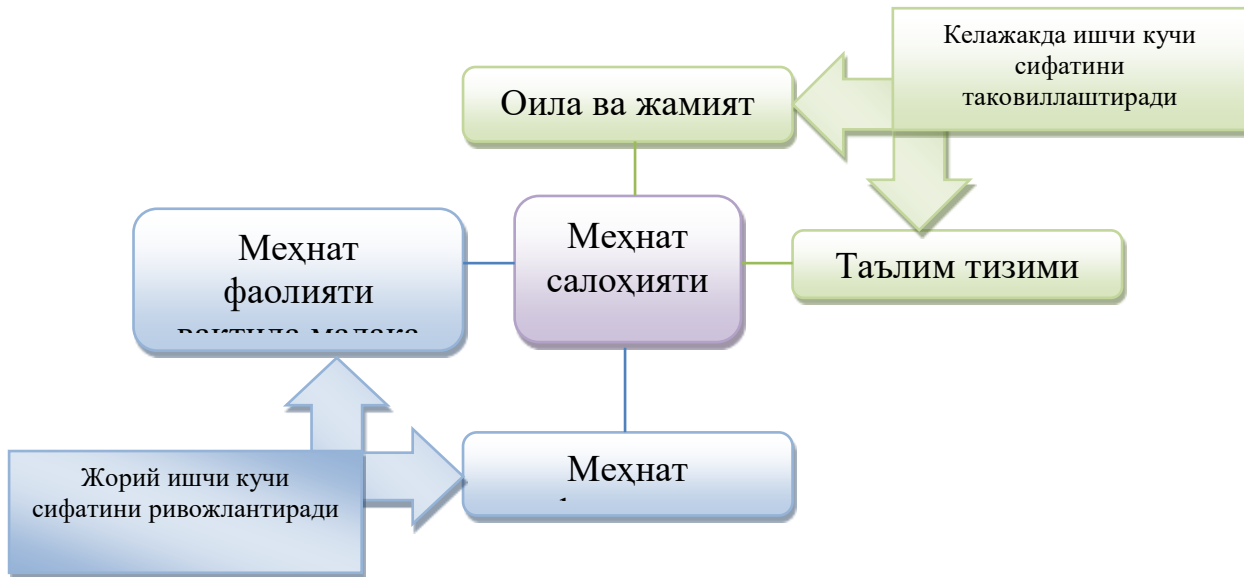 Келажакда ишчи кучи
сифатини
таковиллаштиради
Оила ва жамият
Меҳнат
салоҳияти
Таълим тизими
Меҳнат
фаолияти
Меҳнат
Жорий ишчи кучи
сифатини ривожлантиради